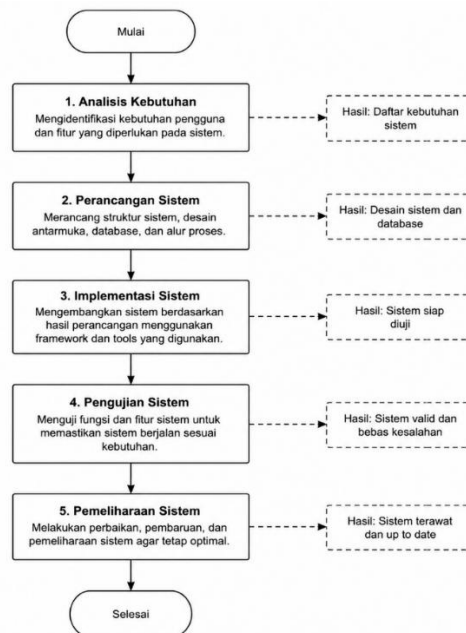 Mulai
1. Analisis Kebutuhan
Mengidentifikasi kebutuhan pengguna
dan fitur yang diperlukan pada sistem.
Hasil: Daftar kebutuhan
sistem
2. Perancangan Sistem
Merancang struktur sistem, desain
antarmuka, database, dan alur proses.
Hasil: Desain sistem dan
database
3. Implementasi Sistem
Mengembangkan sistem berdasarkan
hasil perancangan menggunakan
framework dan tools yang digunakan.
Hasil: Sistem siap
diuji
4. Pengujian Sistem
Menguji fungsi dan fitur sistem untuk
memastikan sistem berjalan sesuai
kebutuhan.
Hasil: Sistem valid dan
bebas kesalahan
5. Pemeliharaan Sistem
Melakukan perbaikan, pembaruan, dan
pemeliharaan sistem agar tetap optimal.
Hasil: Sistem terawat
dan up to date
Selesai